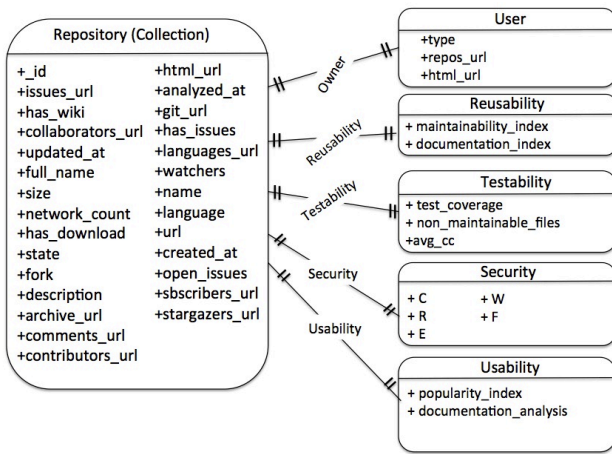 Repository (Collection)
+_id
+issues_url
+has_wiki
+collaborators_url
+updated_at
+full_name
+size
+network_count
+has_download
+state
+fork
+description
+archive_url
+comments_url
+contributors_url
+html_url
+analyzed_at
+git_url
+has_issues
+languages_url
+watchers
+name
+language
+url
+created_at
+open_issues
+sbscribers_url
+stargazers_url
Owner
Reusability
Testability
Security
Usability
User
+type
+repos_url
+html_url
Reusability
+ maintainability_index
+ documentation_index
Testability
+ test_coverage
+ non_maintainable_files
+avg_cc
Security
+ C
+ R
+ E
+ W
+ F
Usability
+ popularity_index
+ documentation_analysis